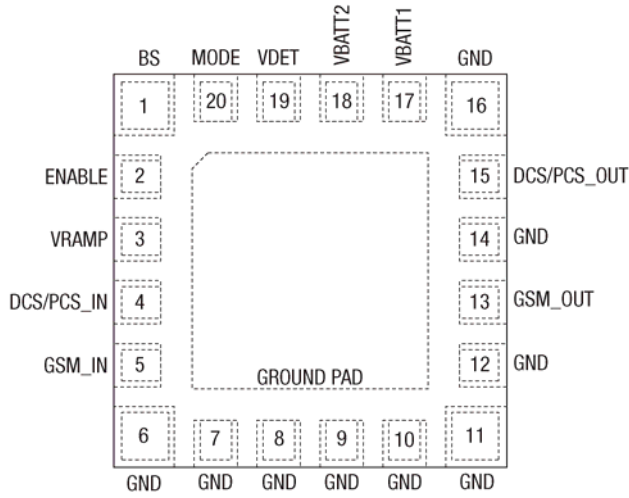 BS MODE VDET VBATT2 VBATT1 GND
1 20 19 18 17 16
ENABLE 2 15 DCS/PCS_OUT
VRAMP 3 14 GND
DCS/PCS_IN 4 13 GSM_OUT
GSM_IN 5 12 GND
GROUND PAD
6 7 8 9 10 11
GND GND GND GND GND GND